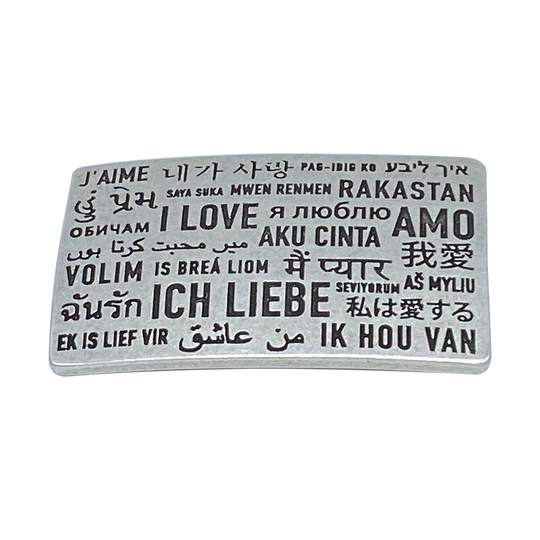 J'AIME 네가 사랑 PAG-IBIG KO איך ליבע
હું પ્રેમ SAYA SUKA MWEN RENMEN RAKASTAN
ОБИЧАМ I LOVE я люблю AMO
میں محبت کرتا ہوں AKU CINTA 我愛
VOLIM IS BREÁ LIOM मैं प्यार SEVIYORUM AŠ MYLIU
ฉันรัก ICH LIEBE 私は愛する
EK IS LIEF VIR من عاشق IK HOU VAN